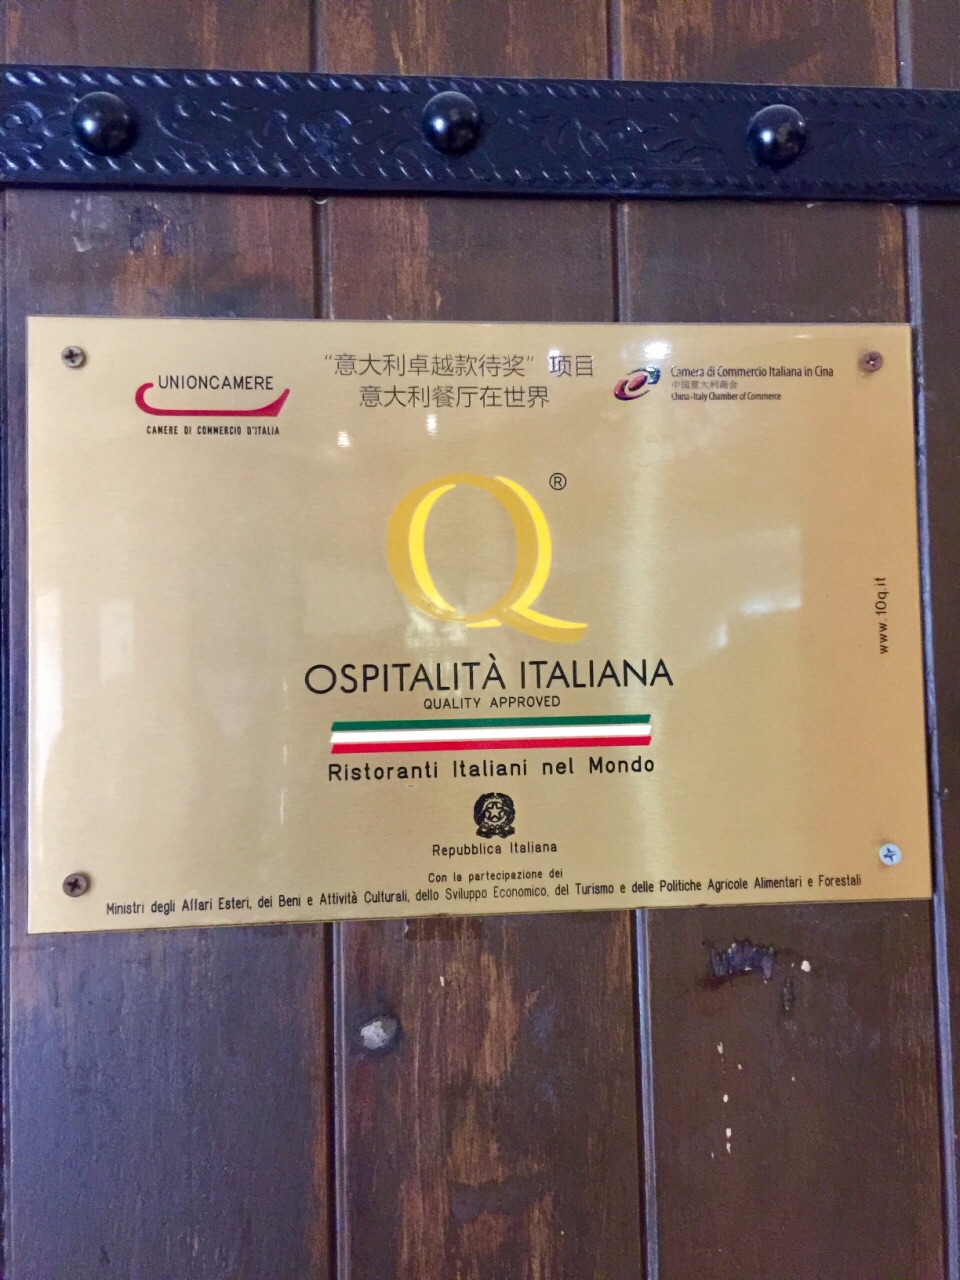 UNIONCAMERE
CAMERE DI COMMERCIO D'ITALIA
“意大利卓越款待奖”项目
意大利餐厅在世界
Camera di Commercio Italiana in Cina
中国意大利商会
China-Italy Chamber of Commerce
Q®
www.10q.it
OSPITALITÀ ITALIANA
QUALITY APPROVED
Ristoranti Italiani nel Mondo
Repubblica Italiana
Con la partecipazione dei
Ministri degli Affari Esteri, dei Beni e Attività Culturali, dello Sviluppo Economico, del Turismo e delle Politiche Agricole Alimentari e Forestali